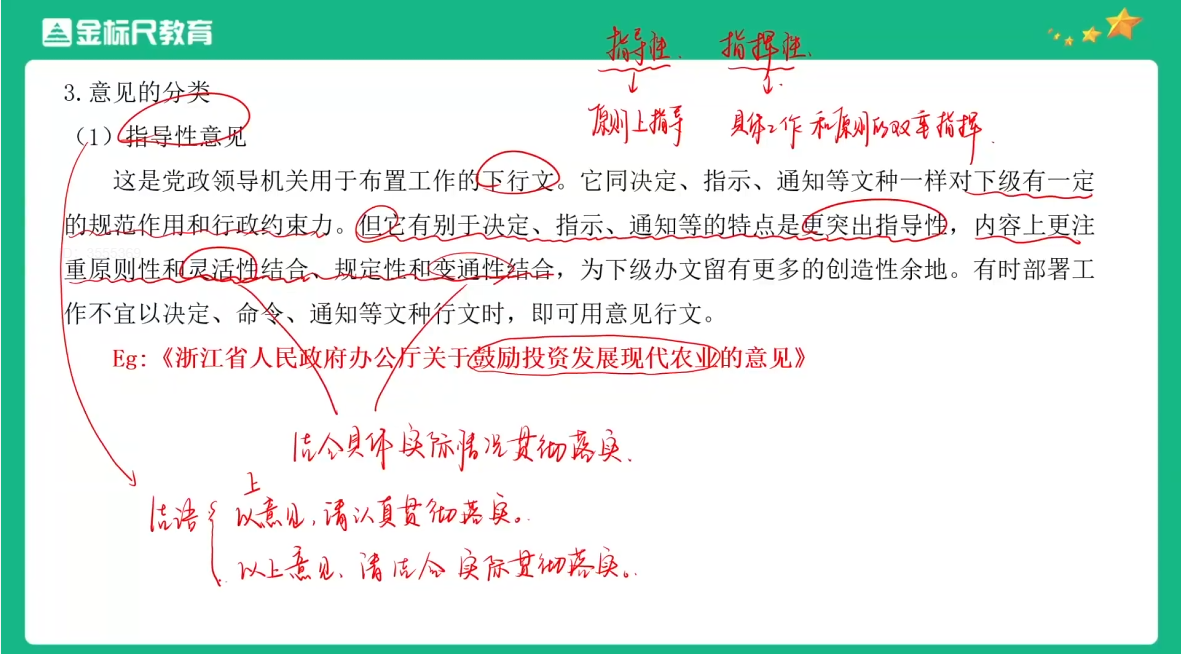 金标尺教育
指导性. 指挥性.
原则上指导 具体工作和原则的双重指挥.
3.意见的分类
（1）指导性意见
这是党政领导机关用于布置工作的下行文。它同决定、指示、通知等文种一样对下级有一定
的规范作用和行政约束力。但它有别于决定、指示、通知等的特点是更突出指导性，内容上更注
重原则性和灵活性结合、规定性和变通性结合，为下级办文留有更多的创造性余地。有时部署工
作不宜以决定、命令、通知等文种行文时，即可用意见行文。
Eg:《浙江省人民政府办公厅关于鼓励投资发展现代农业的意见》
结合具体实际情况贯彻落实.
结语 以上意见,请认真贯彻落实。
以上意见、请结合实际贯彻落实。